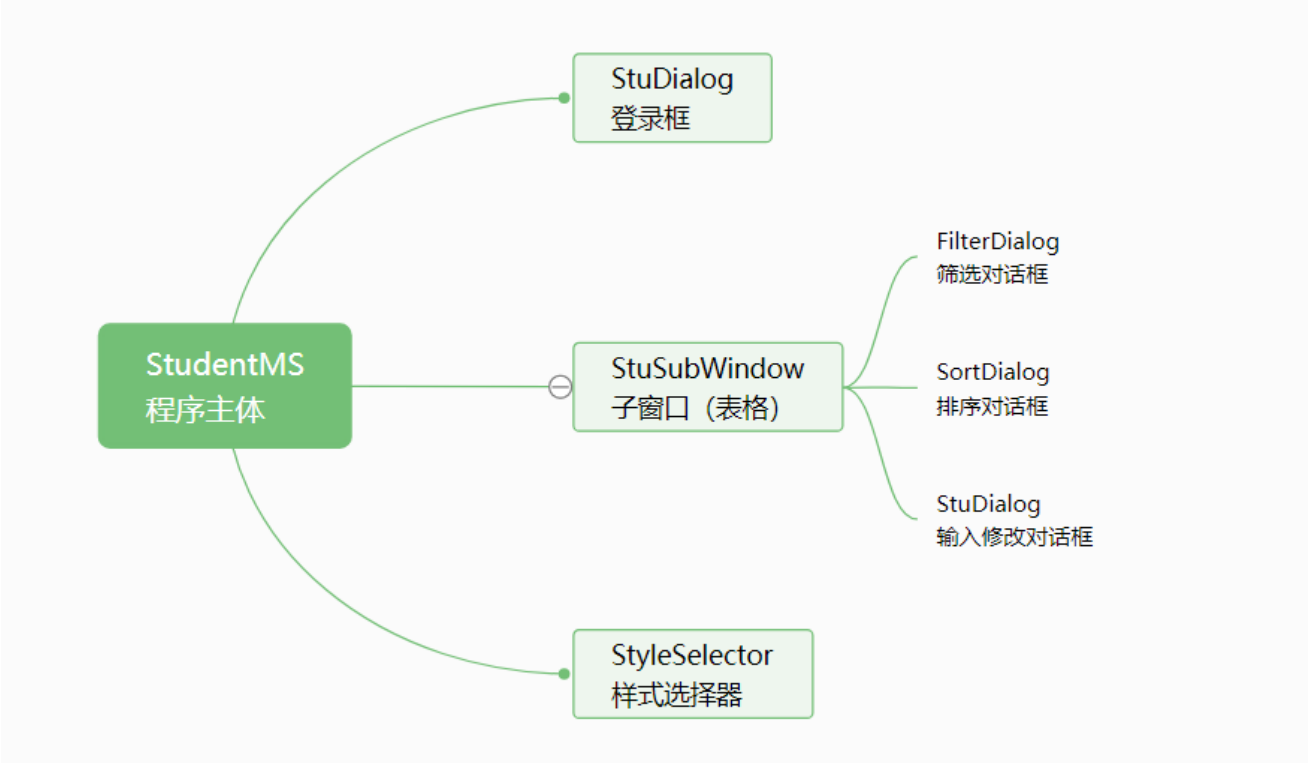 StuDialog
登录框
FilterDialog
筛选对话框
StudentMS
程序主体
StuSubWindow
子窗口（表格）
SortDialog
排序对话框
StuDialog
输入修改对话框
StyleSelector
样式选择器